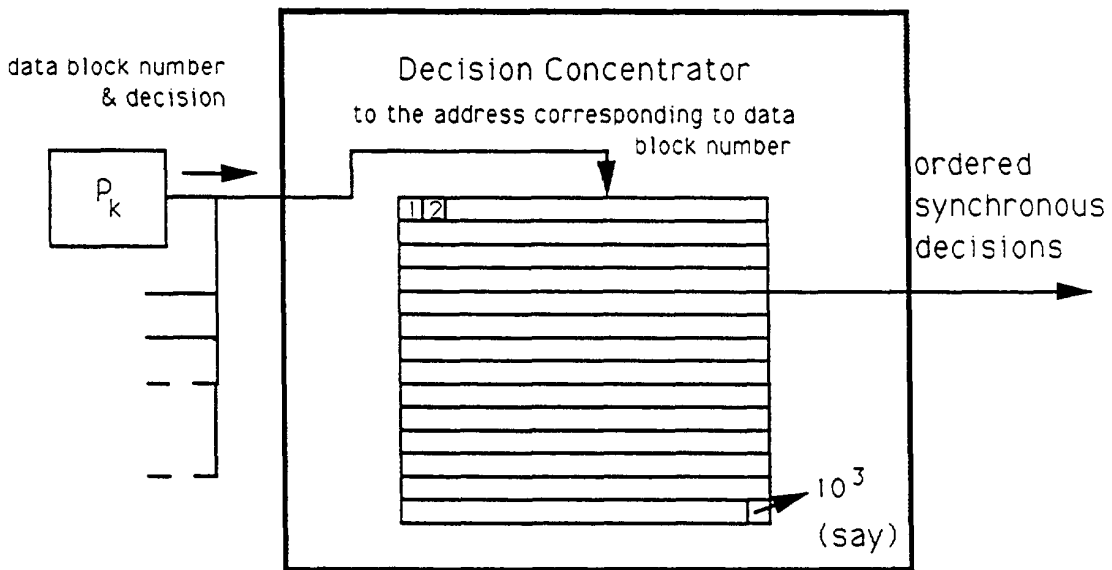 data block number
& decision
Decision Concentrator
to the address corresponding to data
block number
P_k
1 2
ordered
synchronous
decisions
10^3
(say)